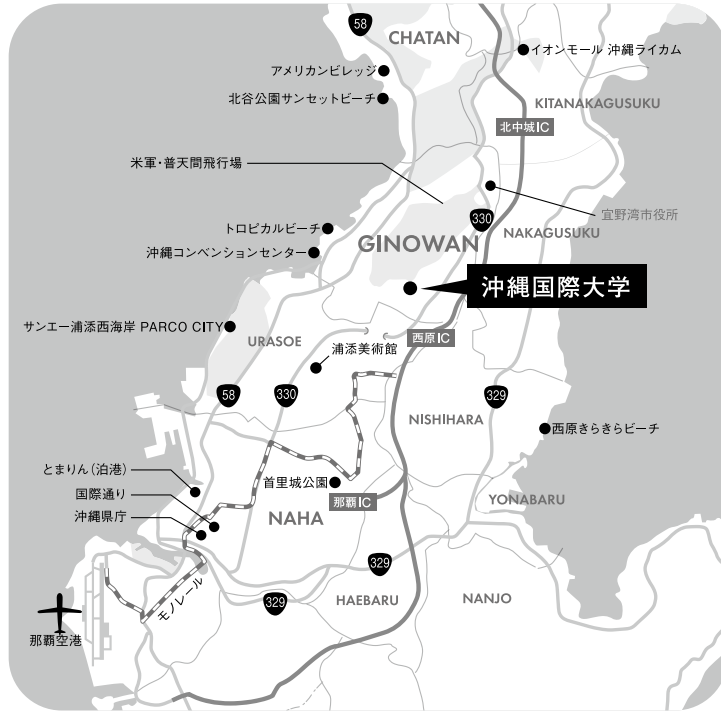 58
CHATAN
イオンモール 沖縄ライカム
アメリカンビレッジ
北谷公園サンセットビーチ
KITANAKAGUSUKU
北中城IC
米軍・普天間飛行場
330
宜野湾市役所
トロピカルビーチ
GINOWAN
NAKAGUSUKU
沖縄コンベンションセンター
沖縄国際大学
サンエー浦添西海岸 PARCO CITY
URASOE
浦添美術館
西原IC
58
330
329
NISHIHARA
西原きらきらビーチ
とまりん(泊港)
首里城公園
国際通り
那覇IC
YONABARU
沖縄県庁
NAHA
329
モノレール
329
HAEBARU
NANJO
那覇空港